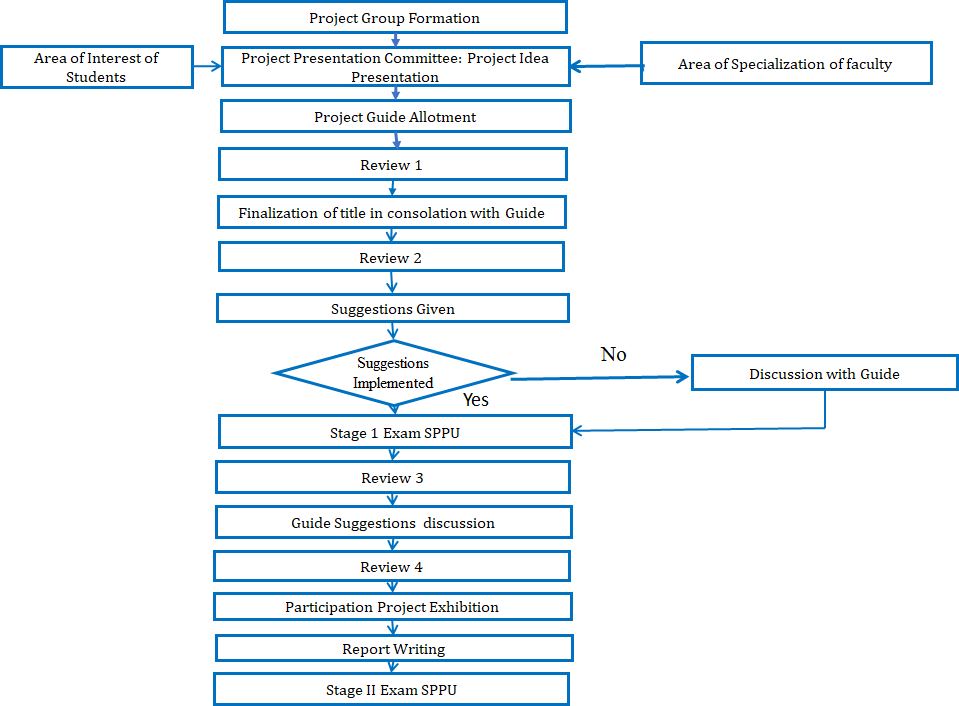 Project Group Formation
Area of Interest of
Students
Project Presentation Committee: Project Idea
Presentation
Area of Specialization of faculty
Project Guide Allotment
Review 1
Finalization of title in consolation with Guide
Review 2
Suggestions Given
Suggestions
Implemented
No
Discussion with Guide
Yes
Stage 1 Exam SPPU
Review 3
Guide Suggestions discussion
Review 4
Participation Project Exhibition
Report Writing
Stage II Exam SPPU